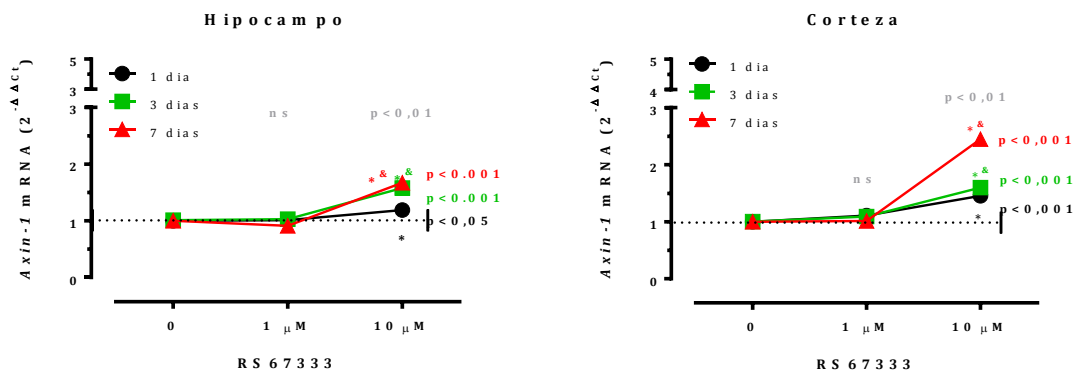 Hipocampo
Axin-1 mRNA (2^-ΔΔCt)
5
3
3
2
1
0
1 dia
3 dias
7 dias
ns
p<0,01
* &
* &
p<0.001
p<0.001
p<0,05
*
0
1 μM
10 μM
RS 67333
Corteza
Axin-1 mRNA (2^-ΔΔCt)
5
4
3
2
1
0
1 dia
3 dias
7 dias
p<0,01
ns
* &
p<0,001
* &
p<0,001
p<0,001
*
0
1 μM
10 μM
RS 67333